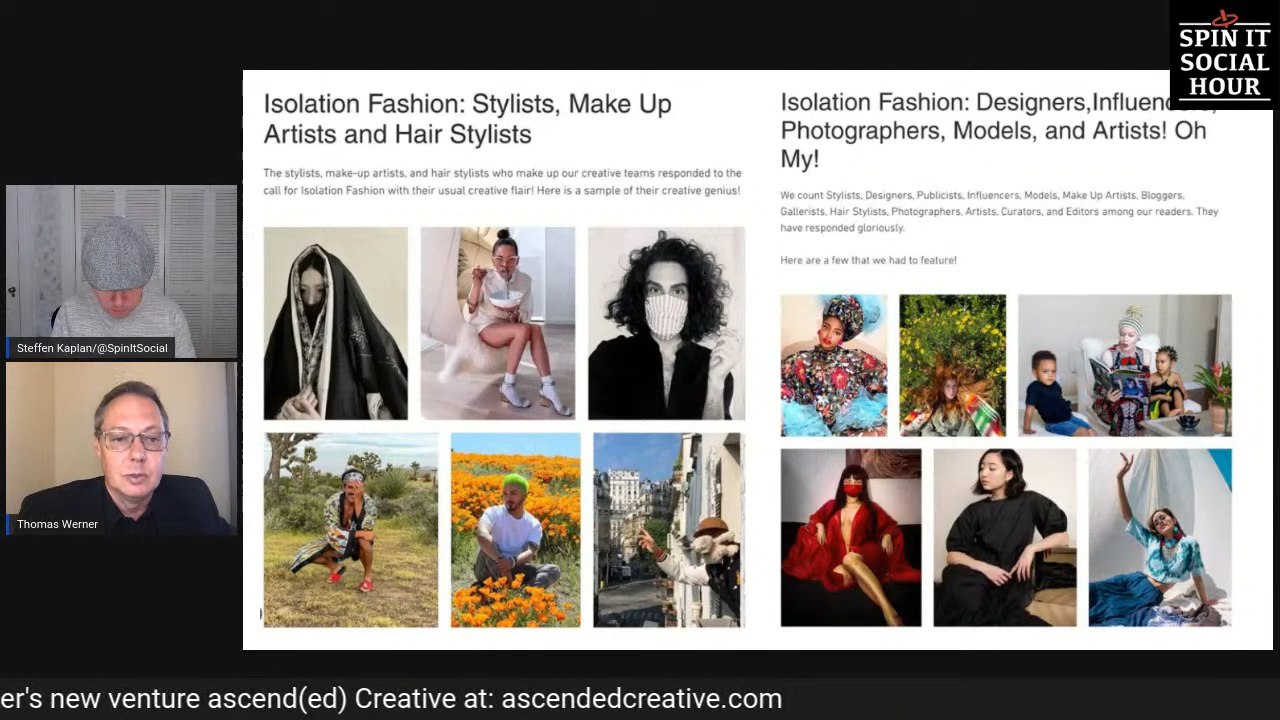 SPIN IT
SOCIAL
HOUR
Isolation Fashion: Stylists, Make Up
Artists and Hair Stylists
The stylists, make-up artists, and hair stylists who make up our creative teams responded to the
call for Isolation Fashion with their usual creative flair! Here is a sample of their creative genius!
Isolation Fashion: Designers,
Photographers, Models, and Artists! Oh
My!
We count Stylists, Designers, Publicists, Influencers, Models, Make Up Artists, Bloggers,
Gallerists, Hair Stylists, Photographers, Artists, Curators, and Editors among our readers. They
have responded gloriously.
Here are a few that we had to feature!
Steffen Kaplan/@SpinItSocial
Thomas Werner
er's new venture ascend(ed) Creative at: ascendedcreative.com